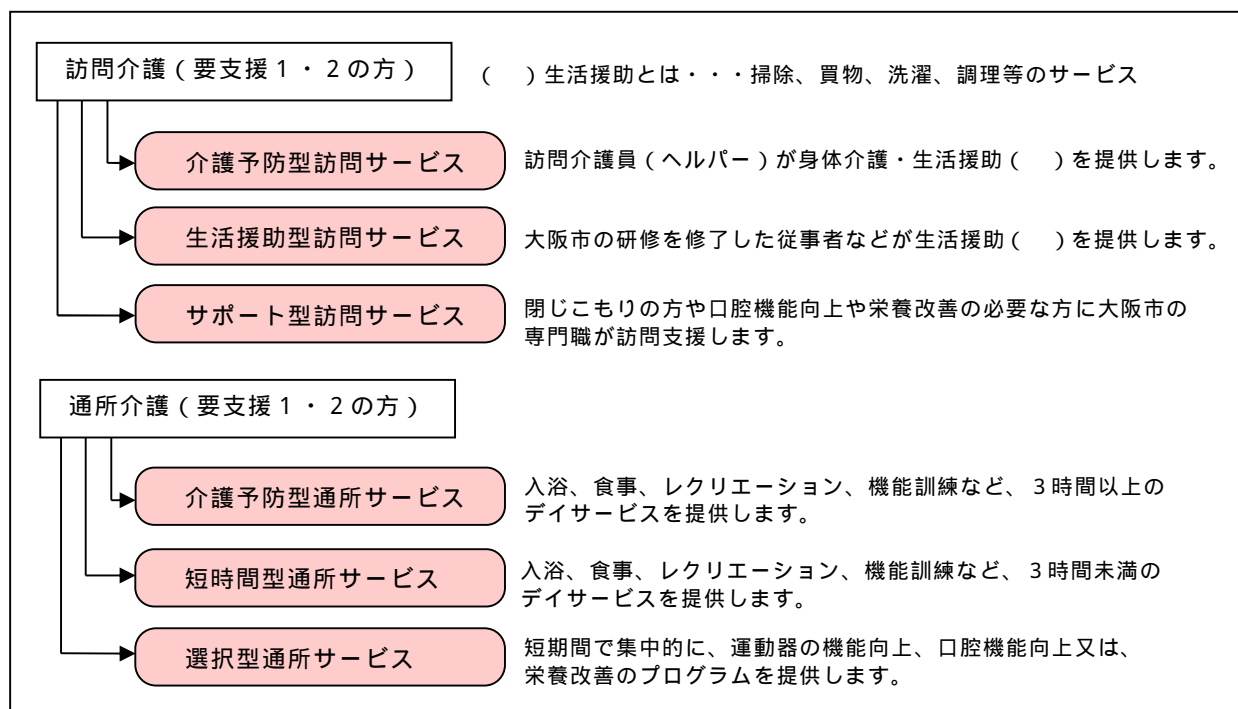 訪問介護（要支援１・２の方）
（　）生活援助とは・・・掃除、買物、洗濯、調理等のサービス
介護予防型訪問サービス
訪問介護員（ヘルパー）が身体介護・生活援助（　）を提供します。
生活援助型訪問サービス
大阪市の研修を修了した従事者などが生活援助（　）を提供します。
サポート型訪問サービス
閉じこもりの方や口腔機能向上や栄養改善の必要な方に大阪市の
専門職が訪問支援します。
通所介護（要支援１・２の方）
介護予防型通所サービス
入浴、食事、レクリエーション、機能訓練など、３時間以上の
デイサービスを提供します。
短時間型通所サービス
入浴、食事、レクリエーション、機能訓練など、３時間未満の
デイサービスを提供します。
選択型通所サービス
短期間で集中的に、運動器の機能向上、口腔機能向上又は、
栄養改善のプログラムを提供します。